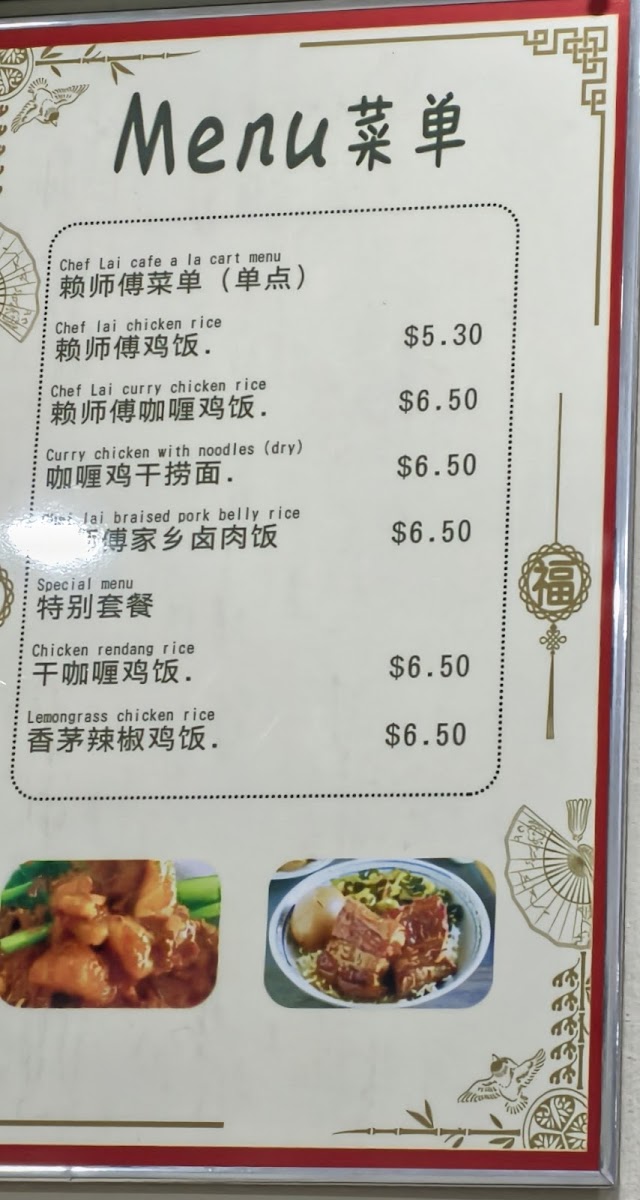 Menu菜单
Chef Lai cafe a la cart menu
赖师傅菜单（单点）
Chef lai chicken rice
赖师傅鸡饭. $5.30
Chef Lai curry chicken rice
赖师傅咖喱鸡饭. $6.50
Curry chicken with noodles (dry)
咖喱鸡干捞面. $6.50
lai braised pork belly rice
师傅家乡卤肉饭 $6.50
Special menu
特别套餐
福
Chicken rendang rice
干咖喱鸡饭. $6.50
Lemongrass chicken rice
香茅辣椒鸡饭. $6.50